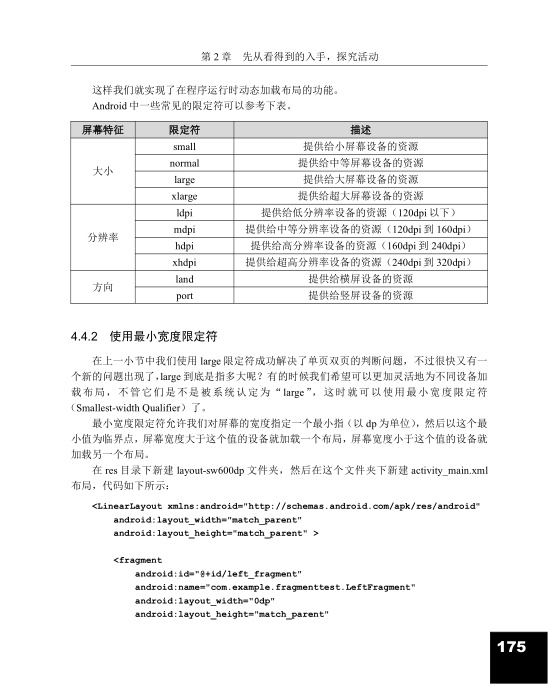 第 2 章 先从看得到的入手，探究活动
这样我们就实现了在程序运行时动态加载布局的功能。
Android 中一些常见的限定符可以参考下表。
屏幕特征 限定符 描述
大小
small 提供给小屏幕设备的资源
normal 提供给中等屏幕设备的资源
large 提供给大屏幕设备的资源
xlarge 提供给超大屏幕设备的资源
分辨率
ldpi 提供给低分辨率设备的资源（120dpi 以下）
mdpi 提供给中等分辨率设备的资源（120dpi 到 160dpi）
hdpi 提供给高分辨率设备的资源（160dpi 到 240dpi）
xhdpi 提供给超高分辨率设备的资源（240dpi 到 320dpi）
方向
land 提供给横屏设备的资源
port 提供给竖屏设备的资源
4.4.2 使用最小宽度限定符
在上一小节中我们使用 large 限定符成功解决了单页双页的判断问题，不过很快又有一
个新的问题出现了，large 到底是指多大呢？有的时候我们希望可以更加灵活地为不同设备加
载布局，不管它们是不是被系统认定为“large”，这时就可以使用最小宽度限定符
（Smallest-width Qualifier）了。
最小宽度限定符允许我们对屏幕的宽度指定一个最小指（以 dp 为单位），然后以这个最
小值为临界点，屏幕宽度大于这个值的设备就加载一个布局，屏幕宽度小于这个值的设备就
加载另一个布局。
在 res 目录下新建 layout-sw600dp 文件夹，然后在这个文件夹下新建 activity_main.xml
布局，代码如下所示：
<LinearLayout xmlns:android="http://schemas.android.com/apk/res/android"
android:layout_width="match_parent"
android:layout_height="match_parent" >
<fragment
android:id="@+id/left_fragment"
android:name="com.example.fragmenttest.LeftFragment"
android:layout_width="0dp"
android:layout_height="match_parent"
175